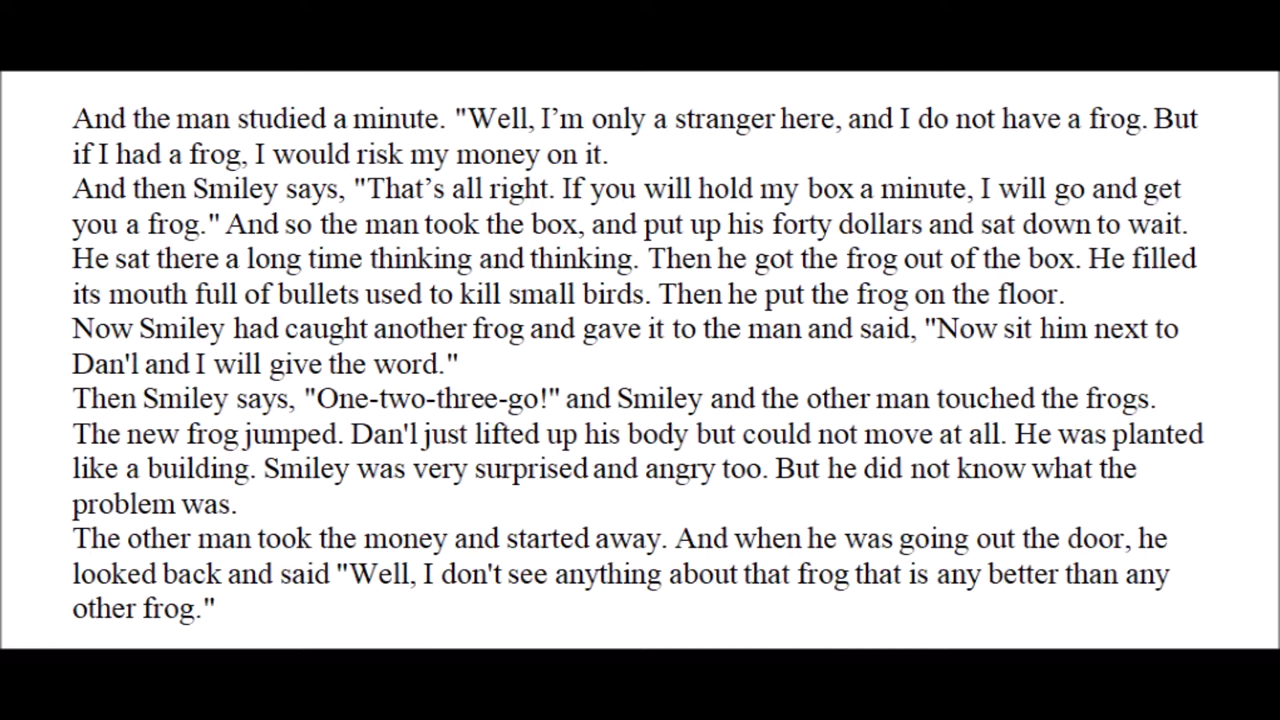 And the man studied a minute. "Well, I’m only a stranger here, and I do not have a frog. But
if I had a frog, I would risk my money on it.
And then Smiley says, "That’s all right. If you will hold my box a minute, I will go and get
you a frog." And so the man took the box, and put up his forty dollars and sat down to wait.
He sat there a long time thinking and thinking. Then he got the frog out of the box. He filled
its mouth full of bullets used to kill small birds. Then he put the frog on the floor.
Now Smiley had caught another frog and gave it to the man and said, "Now sit him next to
Dan'l and I will give the word."
Then Smiley says, "One-two-three-go!" and Smiley and the other man touched the frogs.
The new frog jumped. Dan'l just lifted up his body but could not move at all. He was planted
like a building. Smiley was very surprised and angry too. But he did not know what the
problem was.
The other man took the money and started away. And when he was going out the door, he
looked back and said "Well, I don't see anything about that frog that is any better than any
other frog."